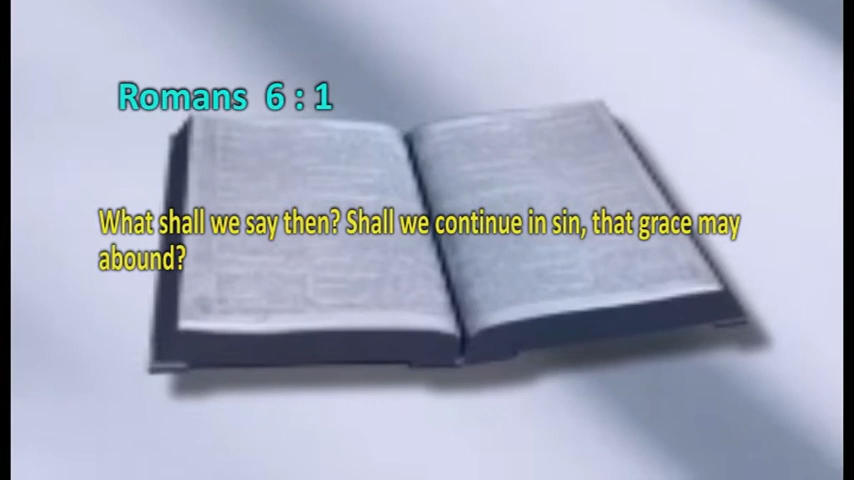 Romans 6 : 1
What shall we say then? Shall we continue in sin, that grace may
abound?